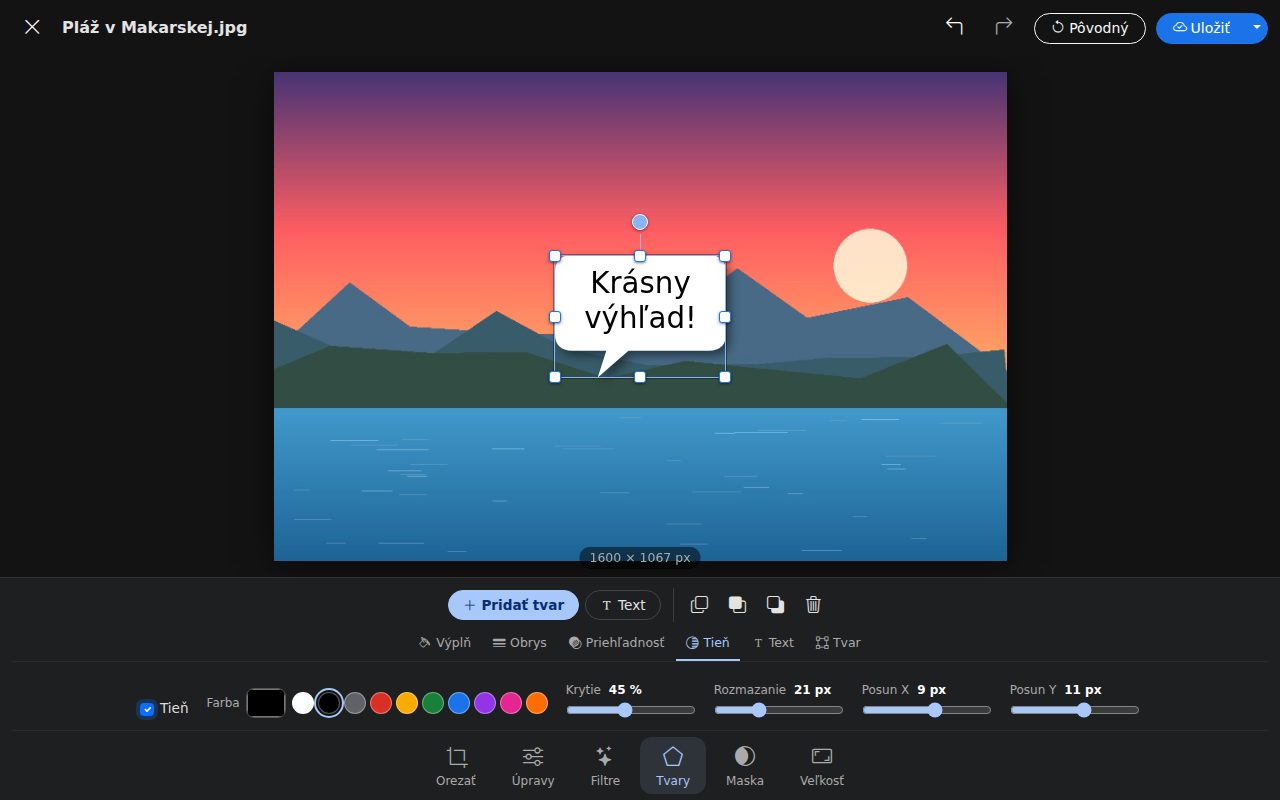 Pláž v Makarskej.jpg
Pôvodný
Uložiť
Krásny
výhľad!
1600 × 1067 px
Pridať tvar
Text
Výplň
Obrys
Priehľadnosť
Tieň
Text
Tvar
Tieň
Farba
Krytie 45 %
Rozmazanie 21 px
Posun X 9 px
Posun Y 11 px
Orezať
Úpravy
Filtre
Tvary
Maska
Veľkosť